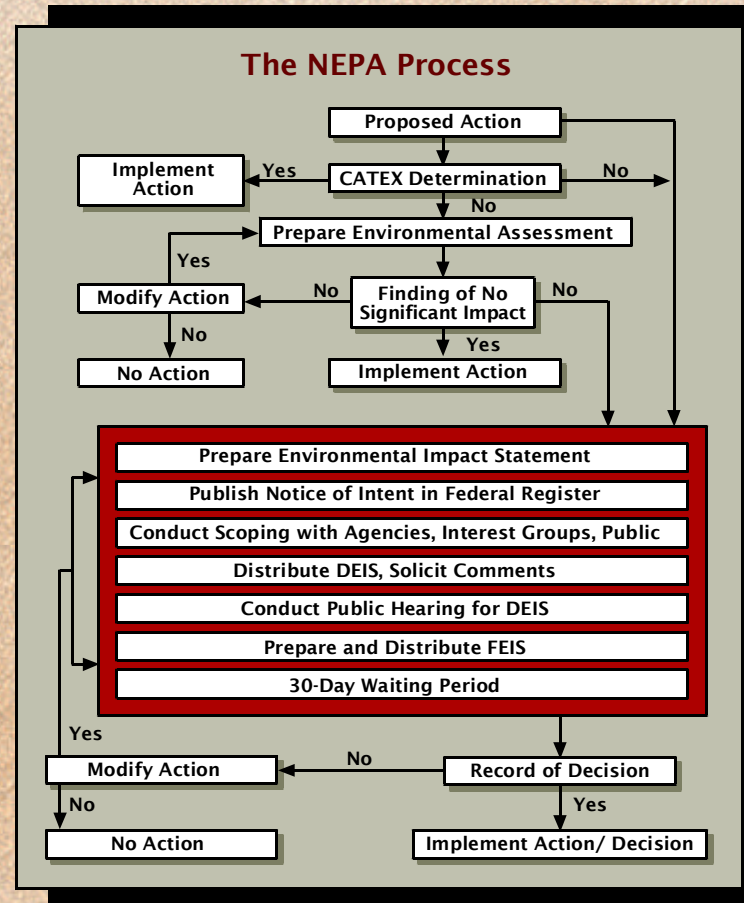 The NEPA Process
Proposed Action
Implement
Action
Yes
CATEX Determination
No
No
Prepare Environmental Assessment
Yes
Modify Action
No
Finding of No
Significant Impact
No
No
Yes
No Action
Implement Action
Prepare Environmental Impact Statement
Publish Notice of Intent in Federal Register
Conduct Scoping with Agencies, Interest Groups, Public
Distribute DEIS, Solicit Comments
Conduct Public Hearing for DEIS
Prepare and Distribute FEIS
30-Day Waiting Period
Yes
Modify Action
No
Record of Decision
No
Yes
No Action
Implement Action/ Decision